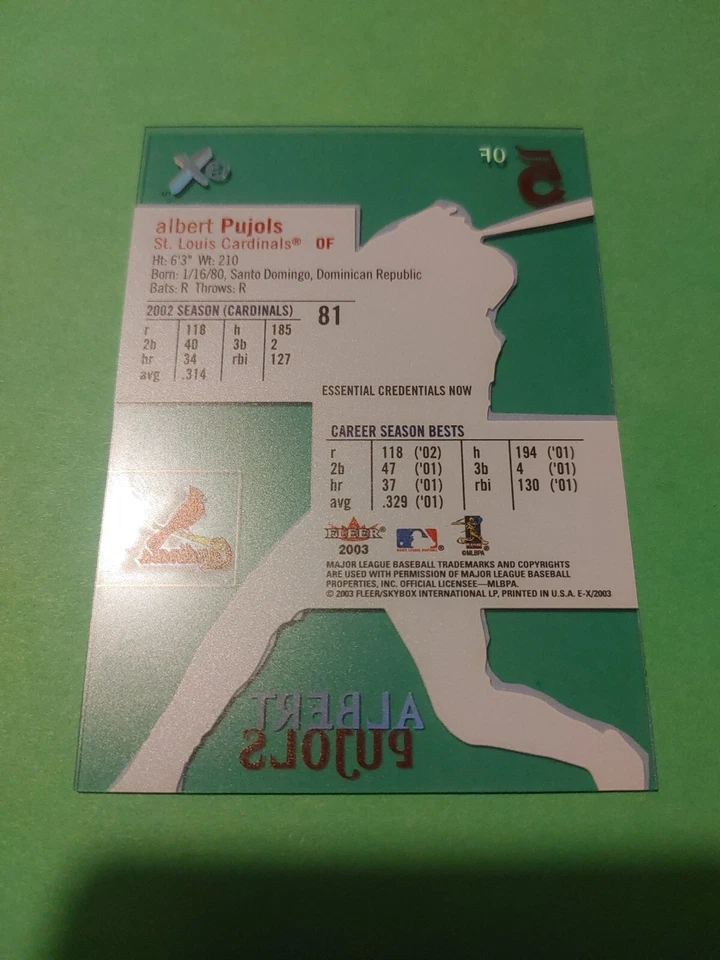 OF 5
albert Pujols
St. Louis Cardinals® OF
Ht: 6'3" Wt: 210
Born: 1/16/80, Santo Domingo, Dominican Republic
Bats: R Throws: R
2002 SEASON (CARDINALS) 81
r 118 h 185
2b 40 3b 2
hr 34 rbi 127
avg .314
ESSENTIAL CREDENTIALS NOW
CAREER SEASON BESTS
r 118 ('02) h 194 ('01)
2b 47 ('01) 3b 4 ('01)
hr 37 ('01) rbi 130 ('01)
avg .329 ('01)
Cardinals
FLEER
2003
©MLBPA
MAJOR LEAGUE BASEBALL TRADEMARKS AND COPYRIGHTS
ARE USED WITH PERMISSION OF MAJOR LEAGUE BASEBALL
PROPERTIES, INC. OFFICIAL LICENSEE—MLBPA.
© 2003 FLEER/SKYBOX INTERNATIONAL LP, PRINTED IN U.S.A. E-X/2003
ALBERT
PUJOLS